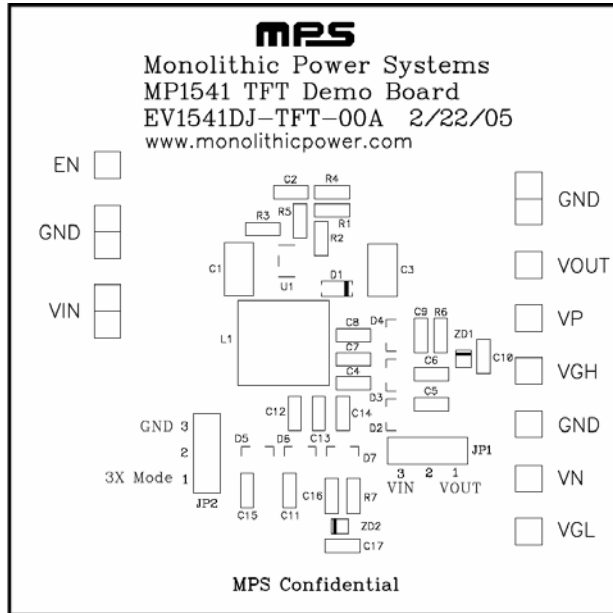 MPS
Monolithic Power Systems
MP1541 TFT Demo Board
EV1541DJ-TFT-00A 2/22/05
www.monolithicpower.com
EN
GND
VIN
C2
R4
R5
R1
R3
R2
C1
U1
D1
C3
L1
C8
C7
C4
D4
C9
R6
ZD1
C10
C6
D3
C5
D2
C12
C13
C14
GND
VOUT
VP
VGH
GND
VN
VGL
GND 3
2
3X Mode 1
JP2
D5
D6
D7
C15
C11
C16
R7
ZD2
C17
JP1
3 2 1
VIN VOUT
MPS Confidential